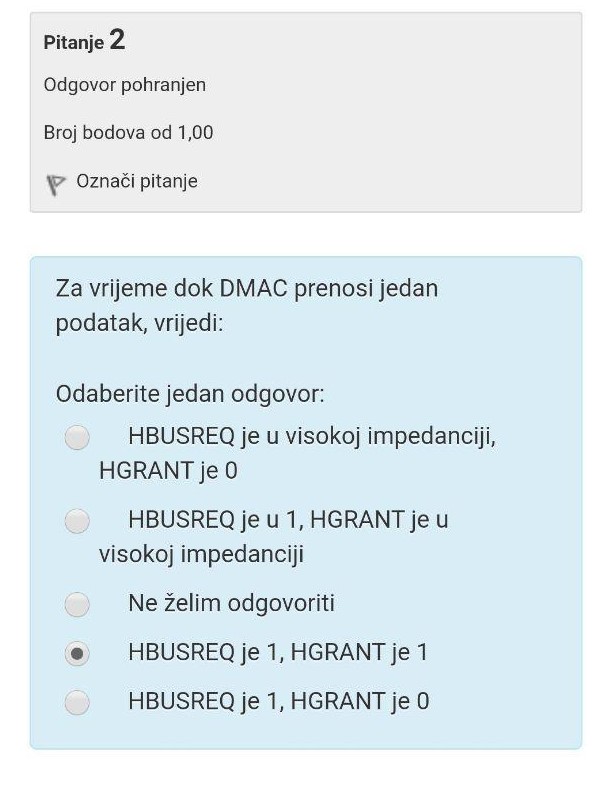 Pitanje 2
Odgovor pohranjen
Broj bodova od 1,00
Označi pitanje
Za vrijeme dok DMAC prenosi jedan
podatak, vrijedi:
Odaberite jedan odgovor:
HBUSREQ je u visokoj impedanciji,
HGRANT je 0
HBUSREQ je u 1, HGRANT je u
visokoj impedanciji
Ne želim odgovoriti
HBUSREQ je 1, HGRANT je 1
HBUSREQ je 1, HGRANT je 0